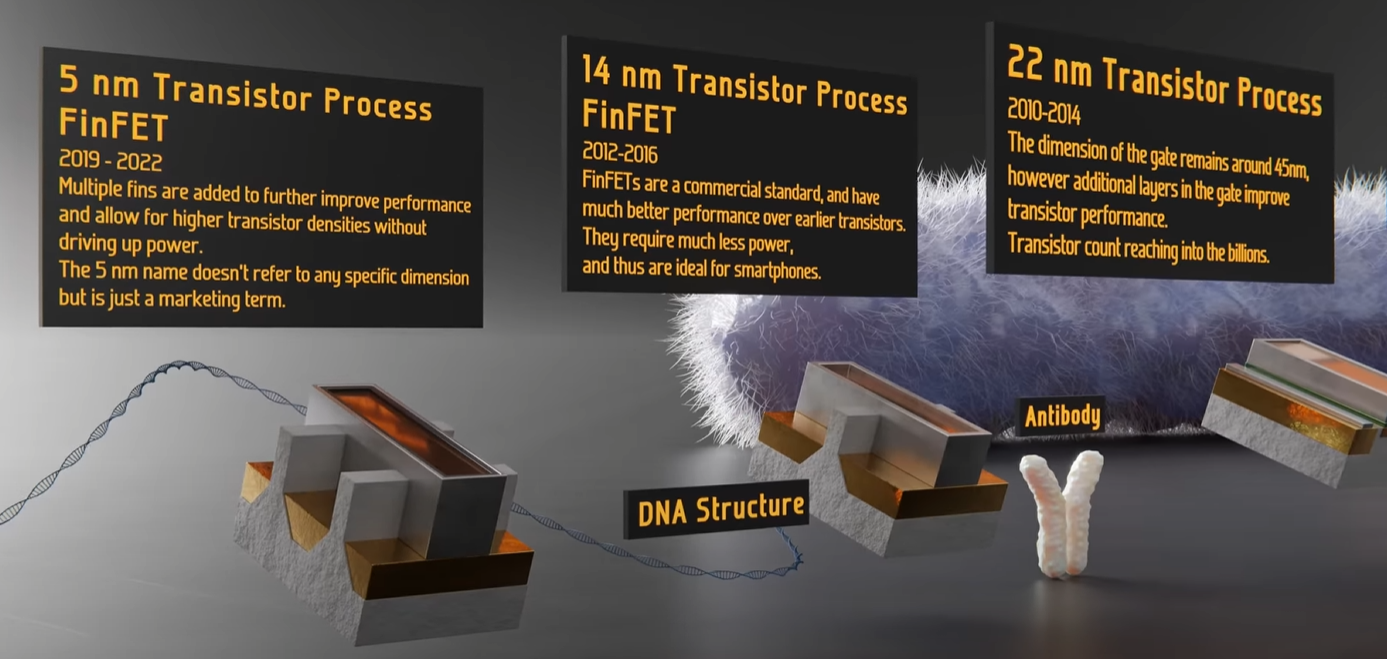 5 nm Transistor Process
FinFET
2019 - 2022
Multiple fins are added to further improve performance
and allow for higher transistor densities without
driving up power.
The 5 nm name doesn't refer to any specific dimension
but is just a marketing term.
14 nm Transistor Process
FinFET
2012-2016
FinFETs are a commercial standard, and have
much better performance over earlier transistors.
They require much less power,
and thus are ideal for smartphones.
22 nm Transistor Process
2010-2014
The dimension of the gate remains around 45nm,
however additional layers in the gate improve
transistor performance.
Transistor count reaching into the billions.
Antibody
DNA Structure